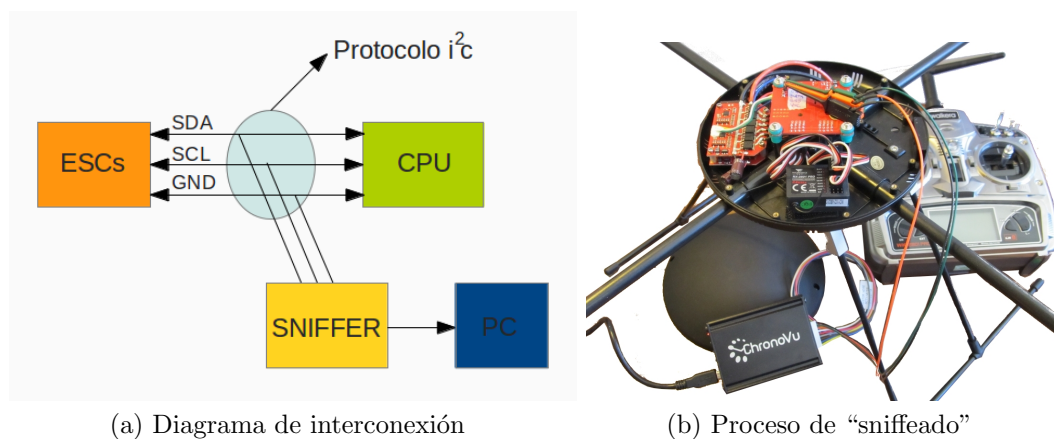 Protocolo i²c
SDA
ESCs
SCL
CPU
GND
SNIFFER
PC
ChronoVu
(a) Diagrama de interconexión
(b) Proceso de “sniffeado”